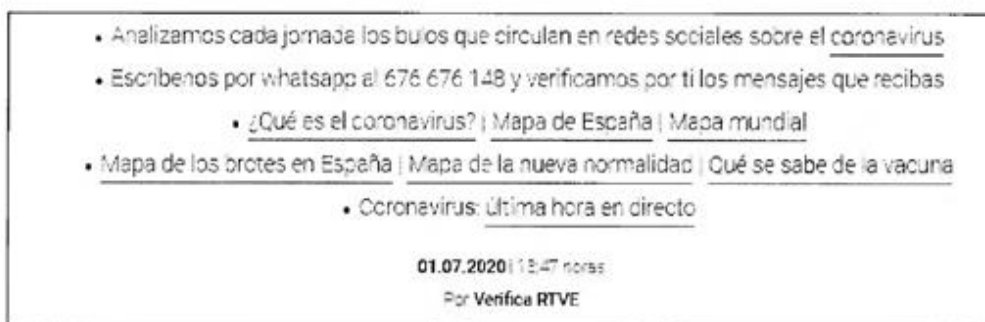 • Analizamos cada jornada los bulos que circulan en redes sociales sobre el coronavirus
• Escríbenos por whatsapp al 676 676 148 y verificamos por ti los mensajes que recibas
• ¿Qué es el coronavirus? | Mapa de España | Mapa mundial
• Mapa de los brotes en España | Mapa de la nueva normalidad | Qué se sabe de la vacuna
• Coronavirus: última hora en directo
01.07.2020 | horas
Por Verifica RTVE